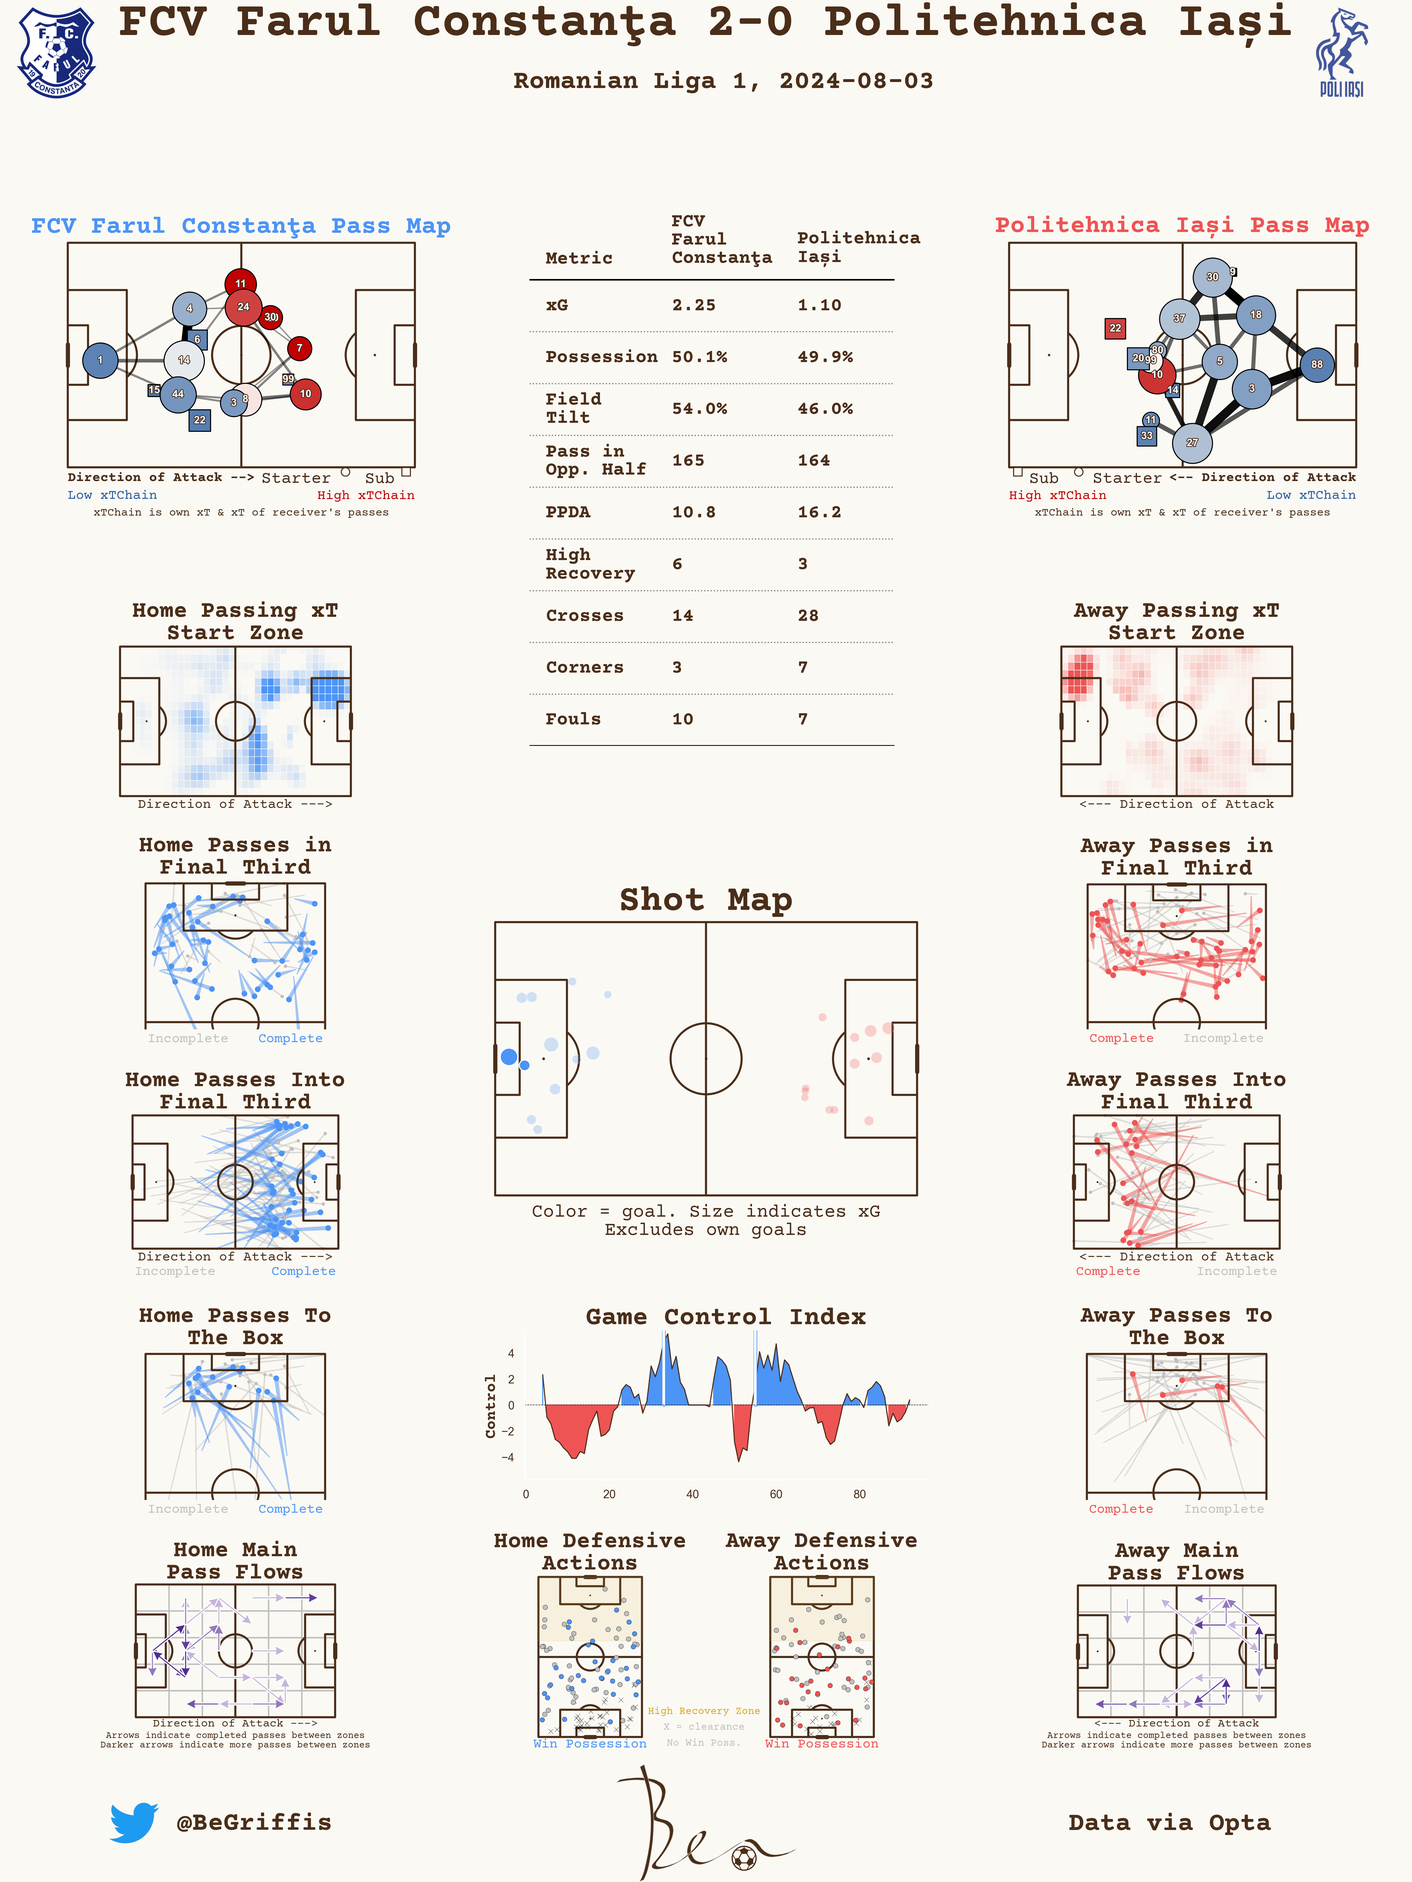 FCV Farul Constanţa 2-0 Politehnica Iași
Romanian Liga 1, 2024-08-03
F.C.
FARUL
19 20
CONSTANTA
POLI IAȘI
FCV Farul Constanţa Pass Map
11
4
24
30
6
7
1
14
99
15
44
3
8
10
22
Direction of Attack --> Starter Sub
Low xTChain High xTChain
xTChain is own xT & xT of receiver's passes
Metric FCV Farul Constanţa Politehnica Iași
xG 2.25 1.10
Possession 50.1% 49.9%
Field Tilt 54.0% 46.0%
Pass in Opp. Half 165 164
PPDA 10.8 16.2
High Recovery 6 3
Crosses 14 28
Corners 3 7
Fouls 10 7
Politehnica Iași Pass Map
30
9
37
18
22
80
20
99
5
88
10
14
3
11
33
27
Sub Starter <-- Direction of Attack
High xTChain Low xTChain
xTChain is own xT & xT of receiver's passes
Home Passing xT
Start Zone
Direction of Attack --->
Away Passing xT
Start Zone
<--- Direction of Attack
Home Passes in
Final Third
Incomplete Complete
Away Passes in
Final Third
Complete Incomplete
Shot Map
Color = goal. Size indicates xG
Excludes own goals
Home Passes Into
Final Third
Direction of Attack --->
Incomplete Complete
Away Passes Into
Final Third
<--- Direction of Attack
Complete Incomplete
Home Passes To
The Box
Incomplete Complete
Game Control Index
Control
4
2
0
−2
−4
0 20 40 60 80
Away Passes To
The Box
Complete Incomplete
Home Main
Pass Flows
Direction of Attack --->
Arrows indicate completed passes between zones
Darker arrows indicate more passes between zones
Home Defensive
Actions
Win Possession
High Recovery Zone
X = clearance
No Win Poss.
Away Defensive
Actions
Win Possession
Away Main
Pass Flows
<--- Direction of Attack
Arrows indicate completed passes between zones
Darker arrows indicate more passes between zones
@BeGriffis
Ben
Data via Opta